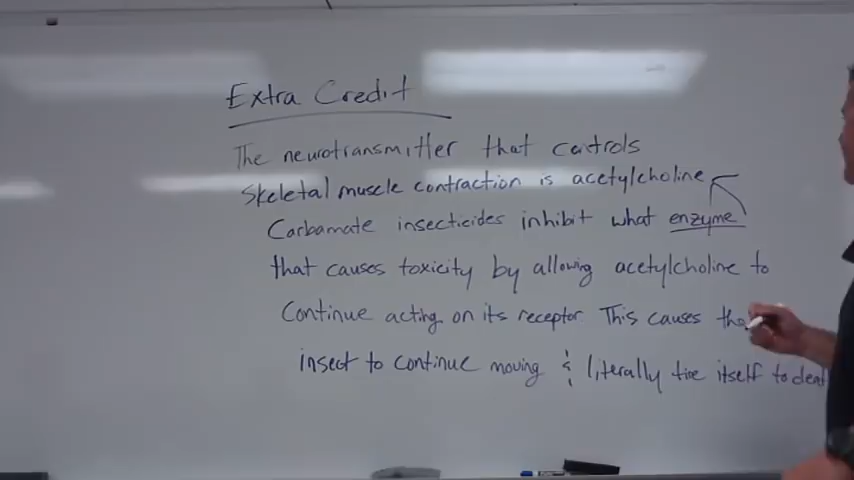 Extra Credit
The neurotransmitter that controls
skeletal muscle contraction is acetylcholine
Carbamate insecticides inhibit what enzyme
that causes toxicity by allowing acetylcholine to
continue acting on its receptor. This causes the
insect to continue moving & literally tire itself to death